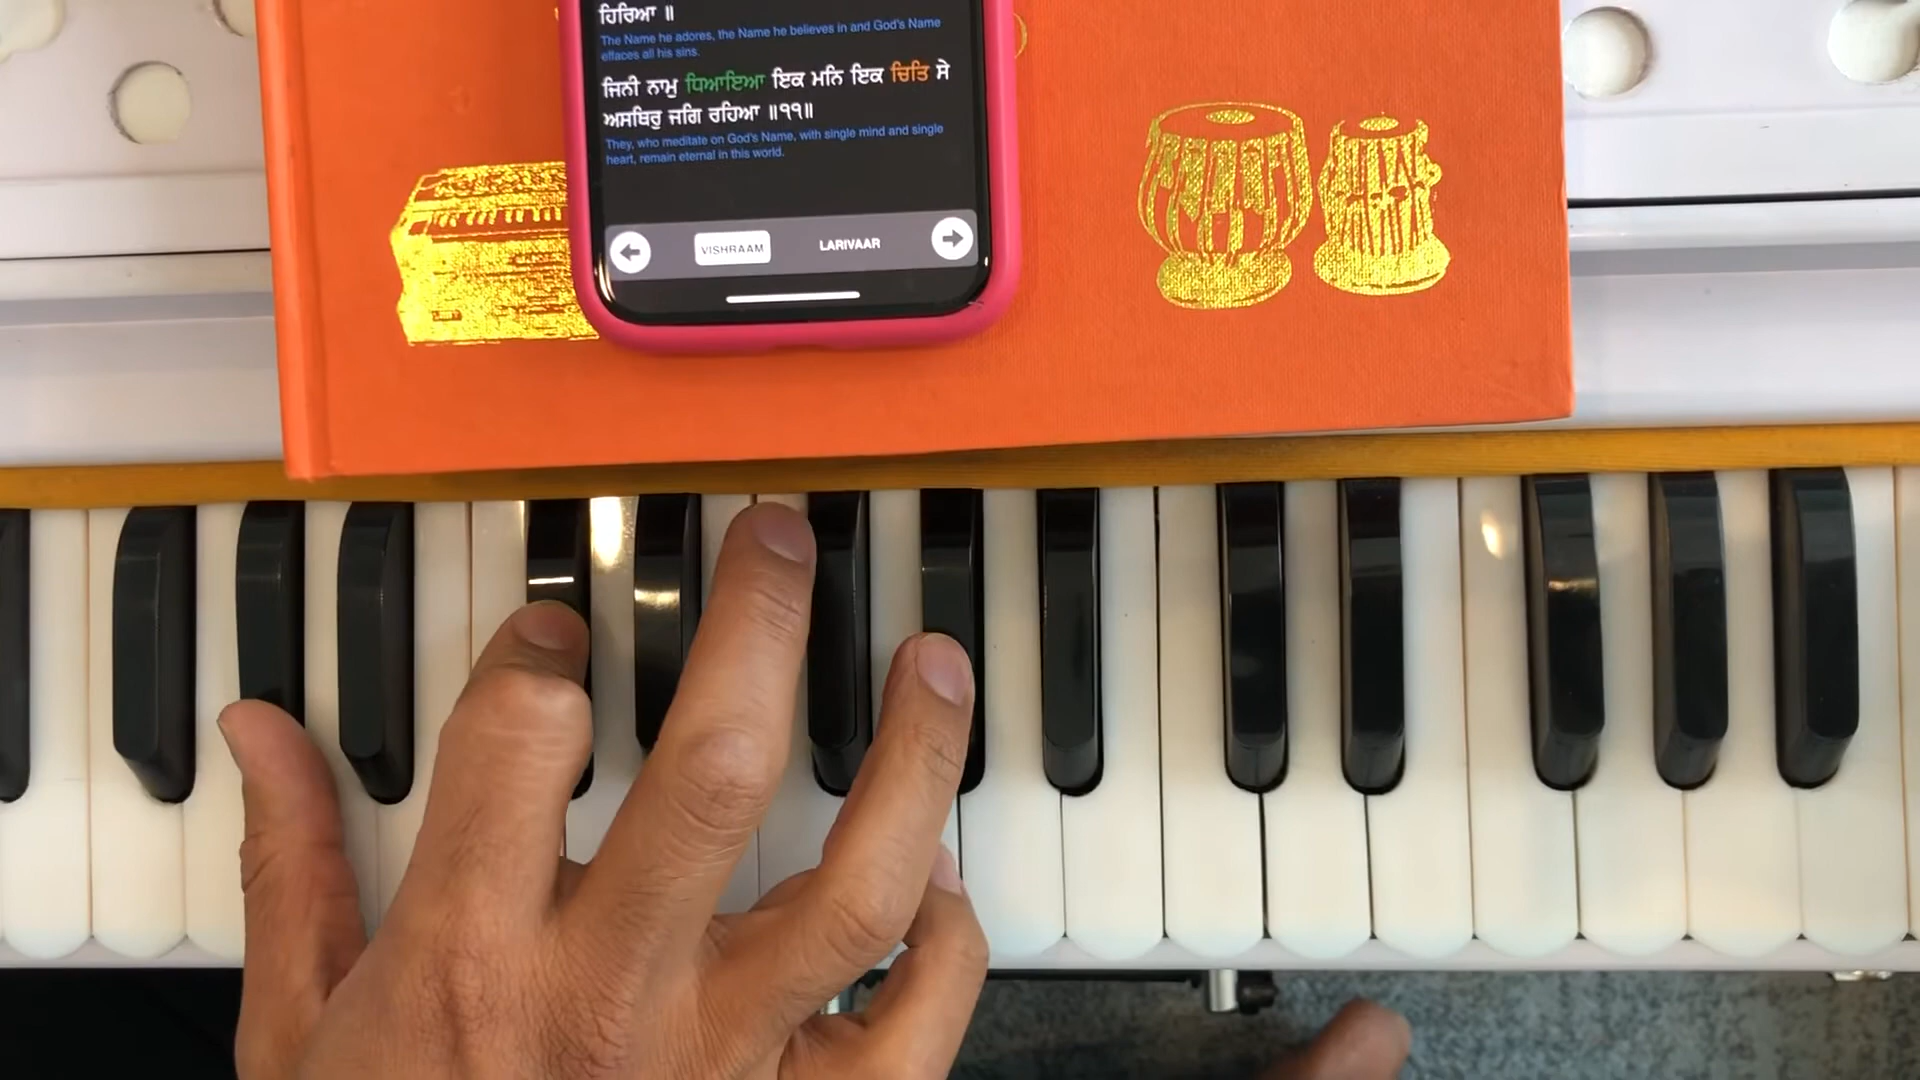 ਹਿਰਿਆ ॥
The Name he adores, the Name he believes in and God's Name
effaces all his sins.
ਜਿਨੀ ਨਾਮੁ ਧਿਆਇਆ ਇਕ ਮਨਿ ਇਕ ਚਿਤਿ ਸੇ
ਅਸਥਿਰੁ ਜਗਿ ਰਹਿਆ ॥੧੧॥
They, who meditate on God's Name, with single mind and single
heart, remain eternal in this world.
VISHRAAM LARIVAAR